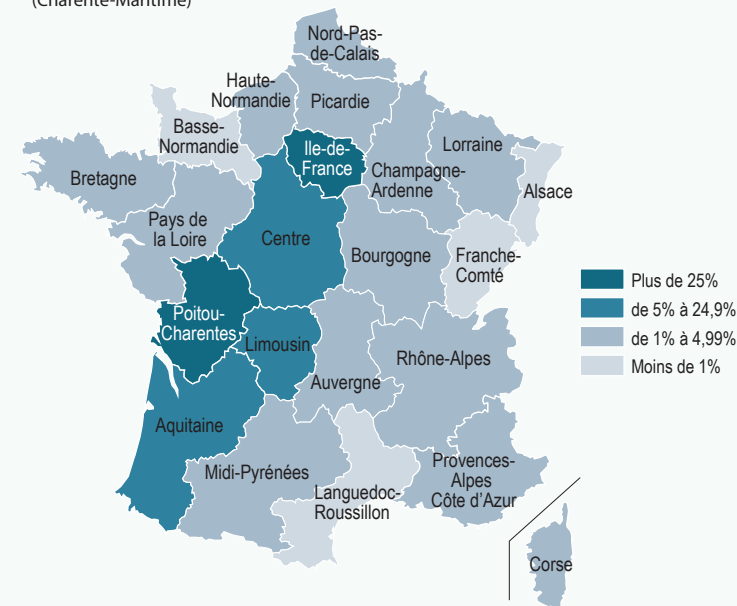 (Charente-Maritime)
Nord-Pas-
de-Calais
Haute-
Normandie
Picardie
Basse-
Normandie
Ile-de-
France
Lorraine
Champagne-
Ardenne
Alsace
Bretagne
Pays de
la Loire
Centre
Bourgogne
Franche-
Comté
Plus de 25%
de 5% à 24,9%
de 1% à 4,99%
Moins de 1%
Poitou-
Charentes
Limousin
Auvergne
Rhône-Alpes
Aquitaine
Midi-Pyrénées
Languedoc-
Roussillon
Provences-
Alpes
Côte d'Azur
Corse